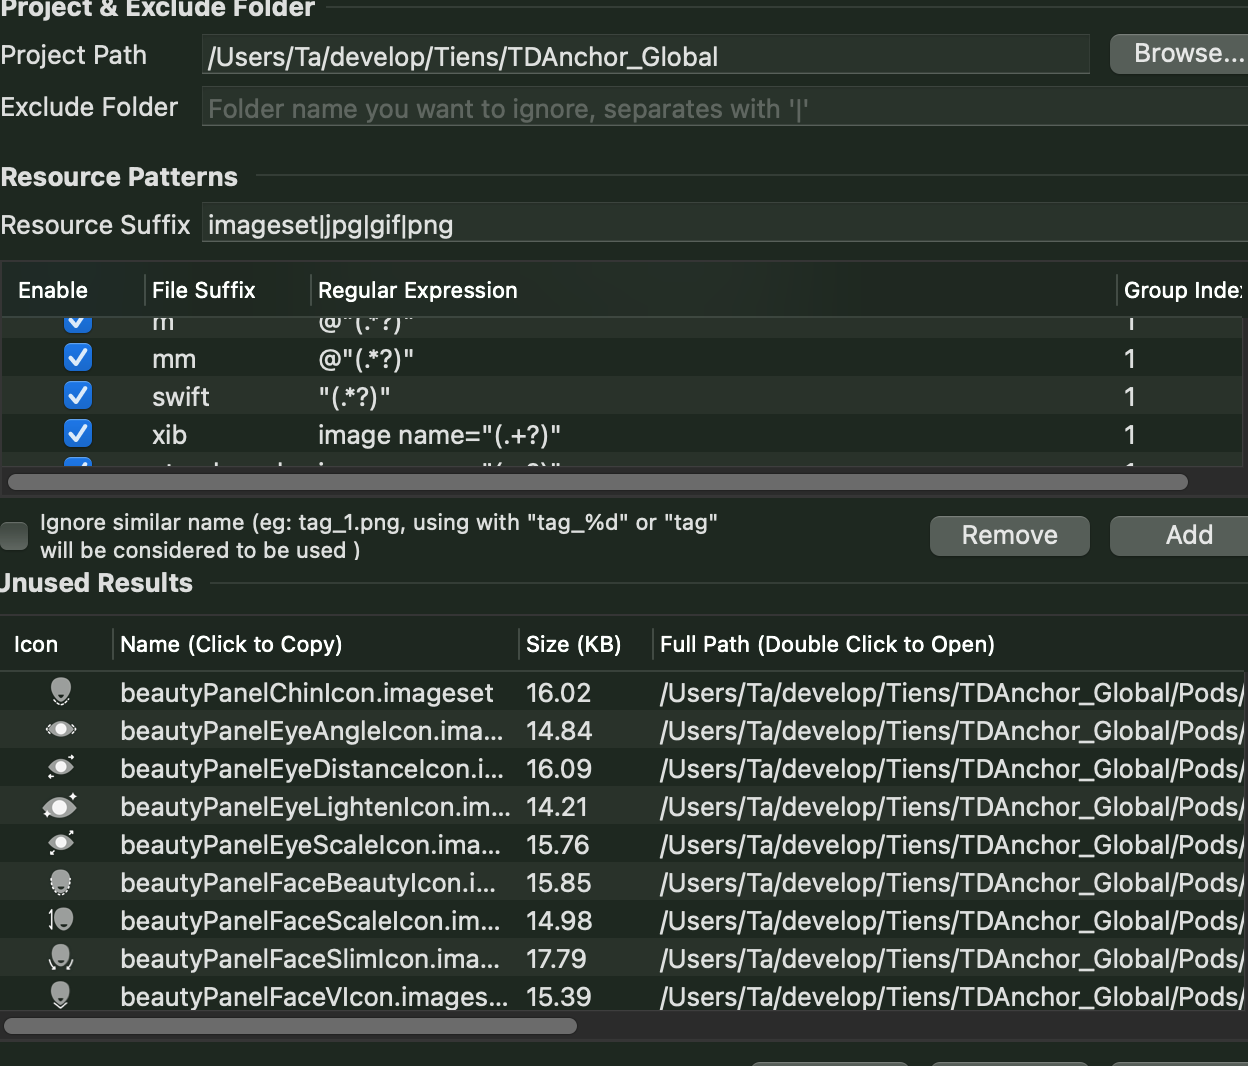 Project & Exclude Folder
Project Path /Users/Ta/develop/Tiens/TDAnchor_Global Browse...
Exclude Folder Folder name you want to ignore, separates with '|'
Resource Patterns
Resource Suffix imageset|jpg|gif|png
Enable File Suffix Regular Expression Group Index
m @"(.*?)" 1
mm @"(.*?)" 1
swift "(.*?)" 1
xib image name="(.+?)" 1
Ignore similar name (eg: tag_1.png, using with "tag_%d" or "tag"
will be considered to be used )
Remove Add
Unused Results
Icon Name (Click to Copy) Size (KB) Full Path (Double Click to Open)
beautyPanelChinIcon.imageset 16.02 /Users/Ta/develop/Tiens/TDAnchor_Global/Pods/
beautyPanelEyeAngleIcon.ima... 14.84 /Users/Ta/develop/Tiens/TDAnchor_Global/Pods/
beautyPanelEyeDistanceIcon.i... 16.09 /Users/Ta/develop/Tiens/TDAnchor_Global/Pods/
beautyPanelEyeLightenIcon.im... 14.21 /Users/Ta/develop/Tiens/TDAnchor_Global/Pods/
beautyPanelEyeScaleIcon.ima... 15.76 /Users/Ta/develop/Tiens/TDAnchor_Global/Pods/
beautyPanelFaceBeautyIcon.i... 15.85 /Users/Ta/develop/Tiens/TDAnchor_Global/Pods/
beautyPanelFaceScaleIcon.im... 14.98 /Users/Ta/develop/Tiens/TDAnchor_Global/Pods/
beautyPanelFaceSlimIcon.ima... 17.79 /Users/Ta/develop/Tiens/TDAnchor_Global/Pods/
beautyPanelFaceVIcon.images... 15.39 /Users/Ta/develop/Tiens/TDAnchor_Global/Pods/